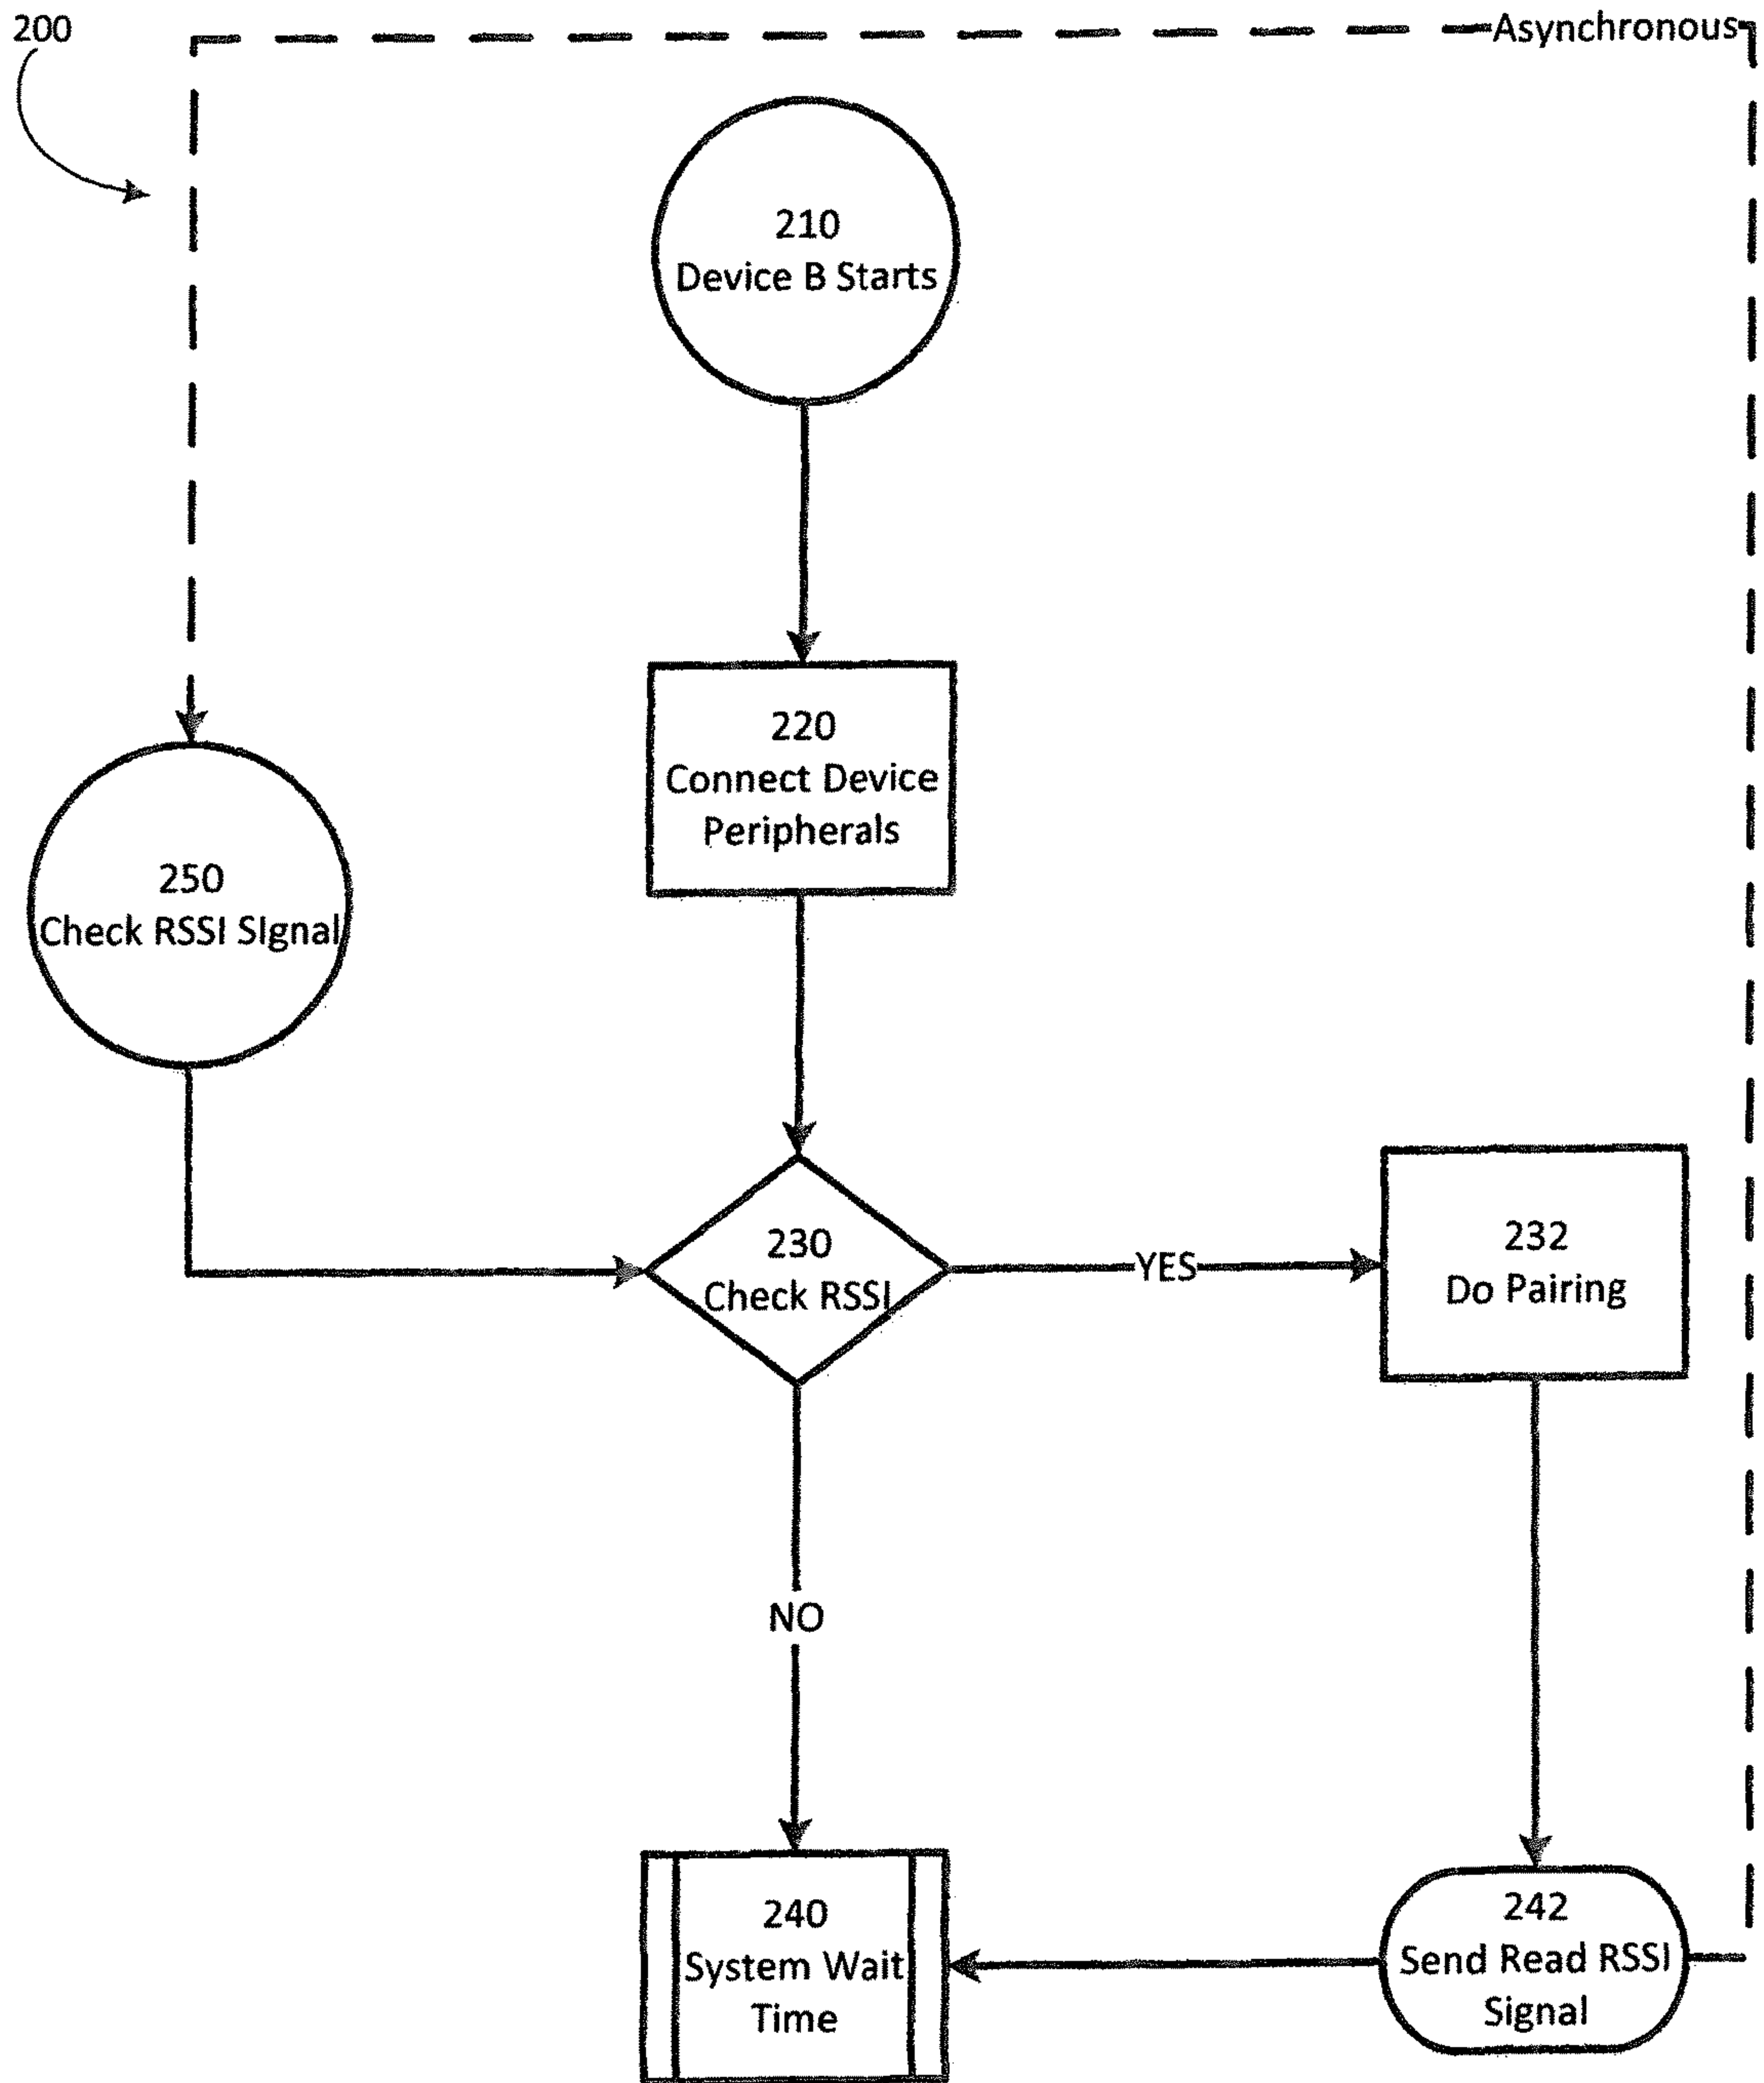 200
Asynchronous
210
Device B Starts
220
Connect Device
Peripherals
250
Check RSSI SIgnal
230
Check RSSI
YES
232
Do Pairing
NO
240
System Wait
Time
242
Send Read RSSI
Signal